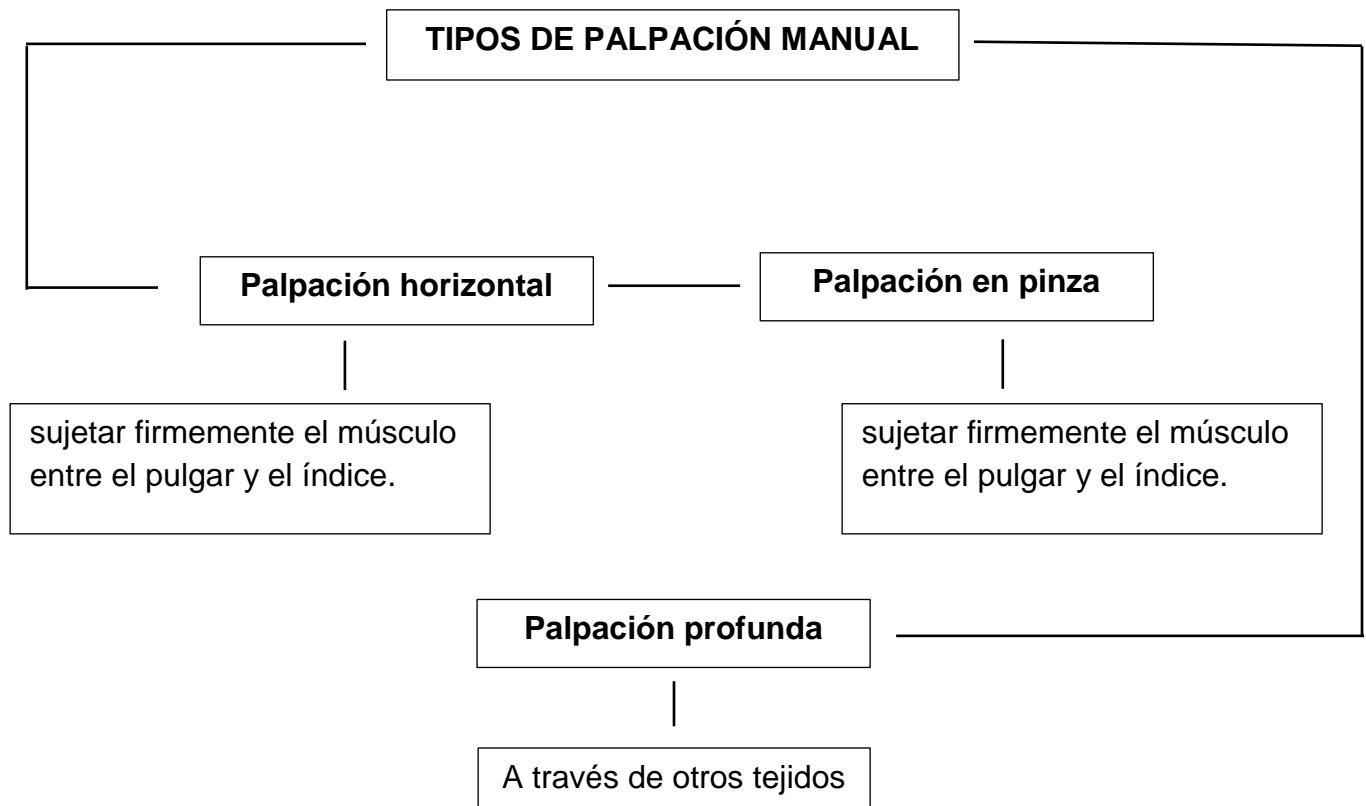 TIPOS DE PALPACIÓN MANUAL
Palpación horizontal
Palpación en pinza
sujetar firmemente el músculo
entre el pulgar y el índice.
sujetar firmemente el músculo
entre el pulgar y el índice.
Palpación profunda
A través de otros tejidos